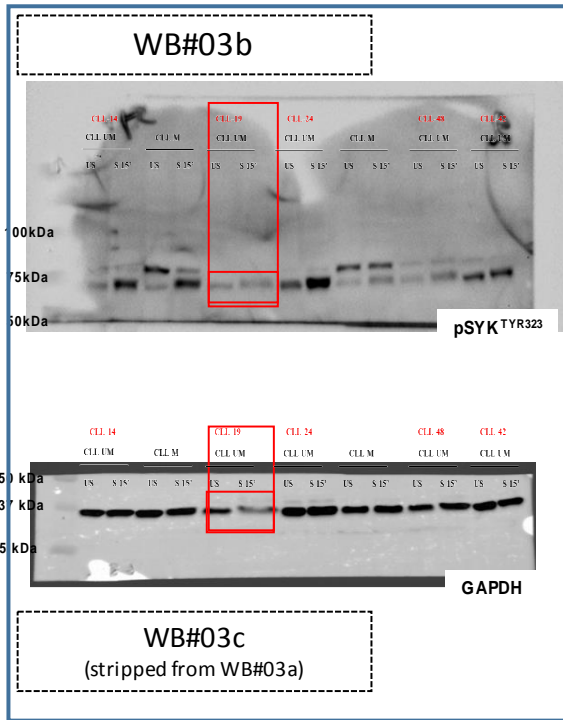 WB#03b
CLL 14 CLL 19 CLL 24 CLL 48
CLL UM CLL M CLL UM CLL UM CLL M CLL UM CLL UM
US S 15' US S 15' US S 15' US S 15' US S 15' US S 15' US S 15'
100kDa
75kDa
50kDa
pSYK TYR323
CLL 14 CLL 19 CLL 24 CLL 48 CLL 42
CLL UM CLL M CLL UM CLL UM CLL M CLL UM CLL UM
50 kDa
US S 15' US S 15' US S 15' US S 15' US S 15' US S 15' US S 15'
37 kDa
5 kDa
GAPDH
WB#03c
(stripped from WB#03a)